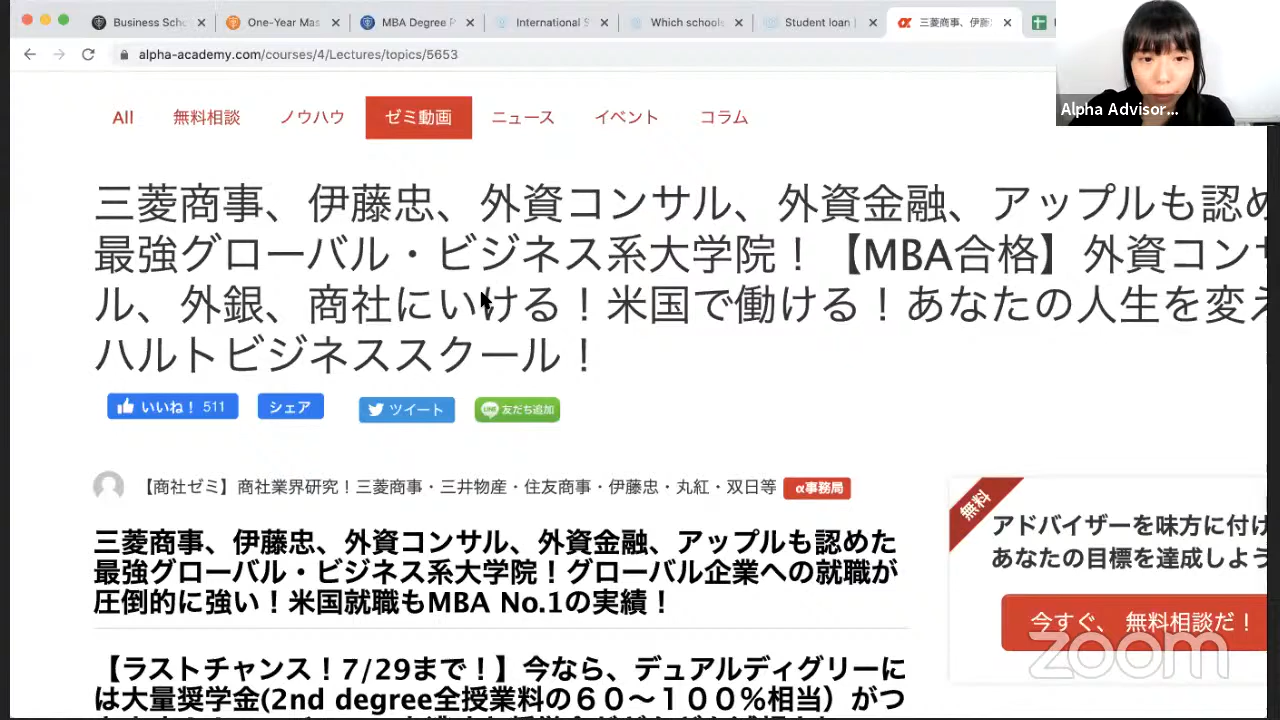 Business Scho
One-Year Mas
MBA Degree P
International S
Which schools
Student loan
三菱商事、伊藤
alpha-academy.com/courses/4/Lectures/topics/5653
Alpha Advisor...
All 無料相談 ノウハウ ゼミ動画 ニュース イベント コラム
三菱商事、伊藤忠、外資コンサル、外資金融、アップルも認め
最強グローバル・ビジネス系大学院！【MBA合格】外資コンサ
ル、外銀、商社にいける！米国で働ける！あなたの人生を変え
ハルトビジネススクール！
いいね！ 511 シェア ツイート 友だち追加
【商社ゼミ】商社業界研究！三菱商事・三井物産・住友商事・伊藤忠・丸紅・双日等 α事務局
三菱商事、伊藤忠、外資コンサル、外資金融、アップルも認めた
最強グローバル・ビジネス系大学院！グローバル企業への就職が
圧倒的に強い！米国就職もMBA No.1の実績！
【ラストチャンス！7/29まで！】今なら、デュアルディグリーに
は大量奨学金(2nd degree全授業料の６０〜１００％相当）がつ
無料
アドバイザーを味方に付け
あなたの目標を達成しよう
今すぐ、 無料相談だ！
zoom